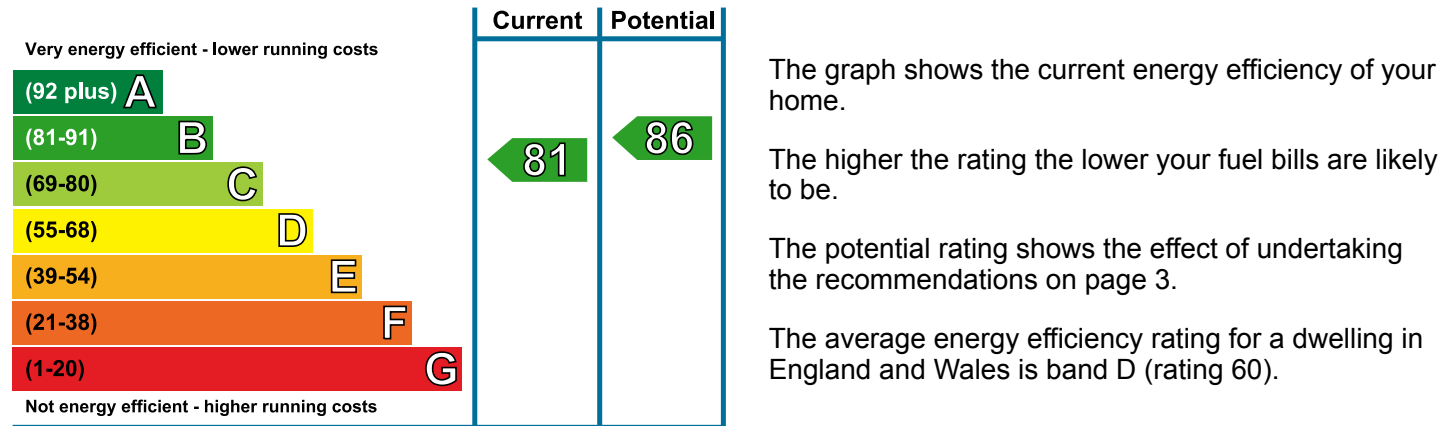 Current Potential
Very energy efficient - lower running costs
(92 plus) A
(81-91) B
(69-80) C
(55-68) D
(39-54) E
(21-38) F
(1-20) G
Not energy efficient - higher running costs
81
86
The graph shows the current energy efficiency of your
home.
The higher the rating the lower your fuel bills are likely
to be.
The potential rating shows the effect of undertaking
the recommendations on page 3.
The average energy efficiency rating for a dwelling in
England and Wales is band D (rating 60).